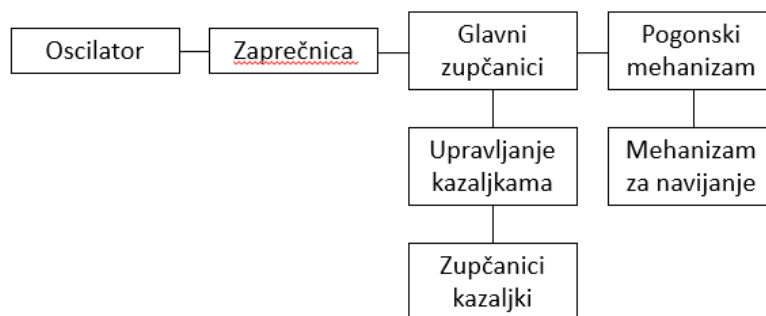 Oscilator
Zaprečnica
Glavni
zupčanici
Pogonski
mehanizam
Upravljanje
kazaljkama
Mehanizam
za navijanje
Zupčanici
kazaljki